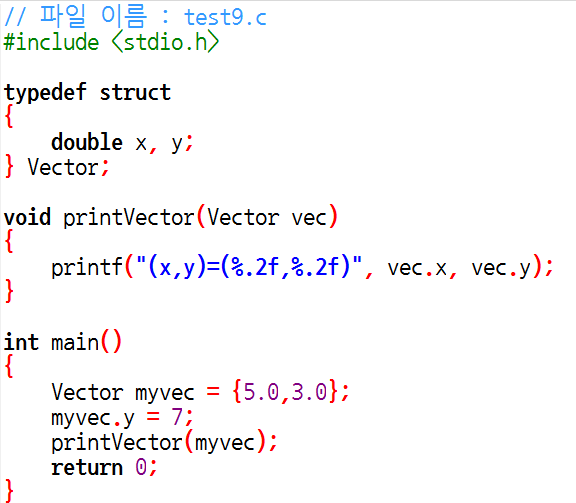 // 파일 이름 : test9.c
#include <stdio.h>

typedef struct
{
    double x, y;
} Vector;

void printVector(Vector vec)
{
    printf("(x,y)=(%.2f,%.2f)", vec.x, vec.y);
}

int main()
{
    Vector myvec = {5.0,3.0};
    myvec.y = 7;
    printVector(myvec);
    return 0;
}